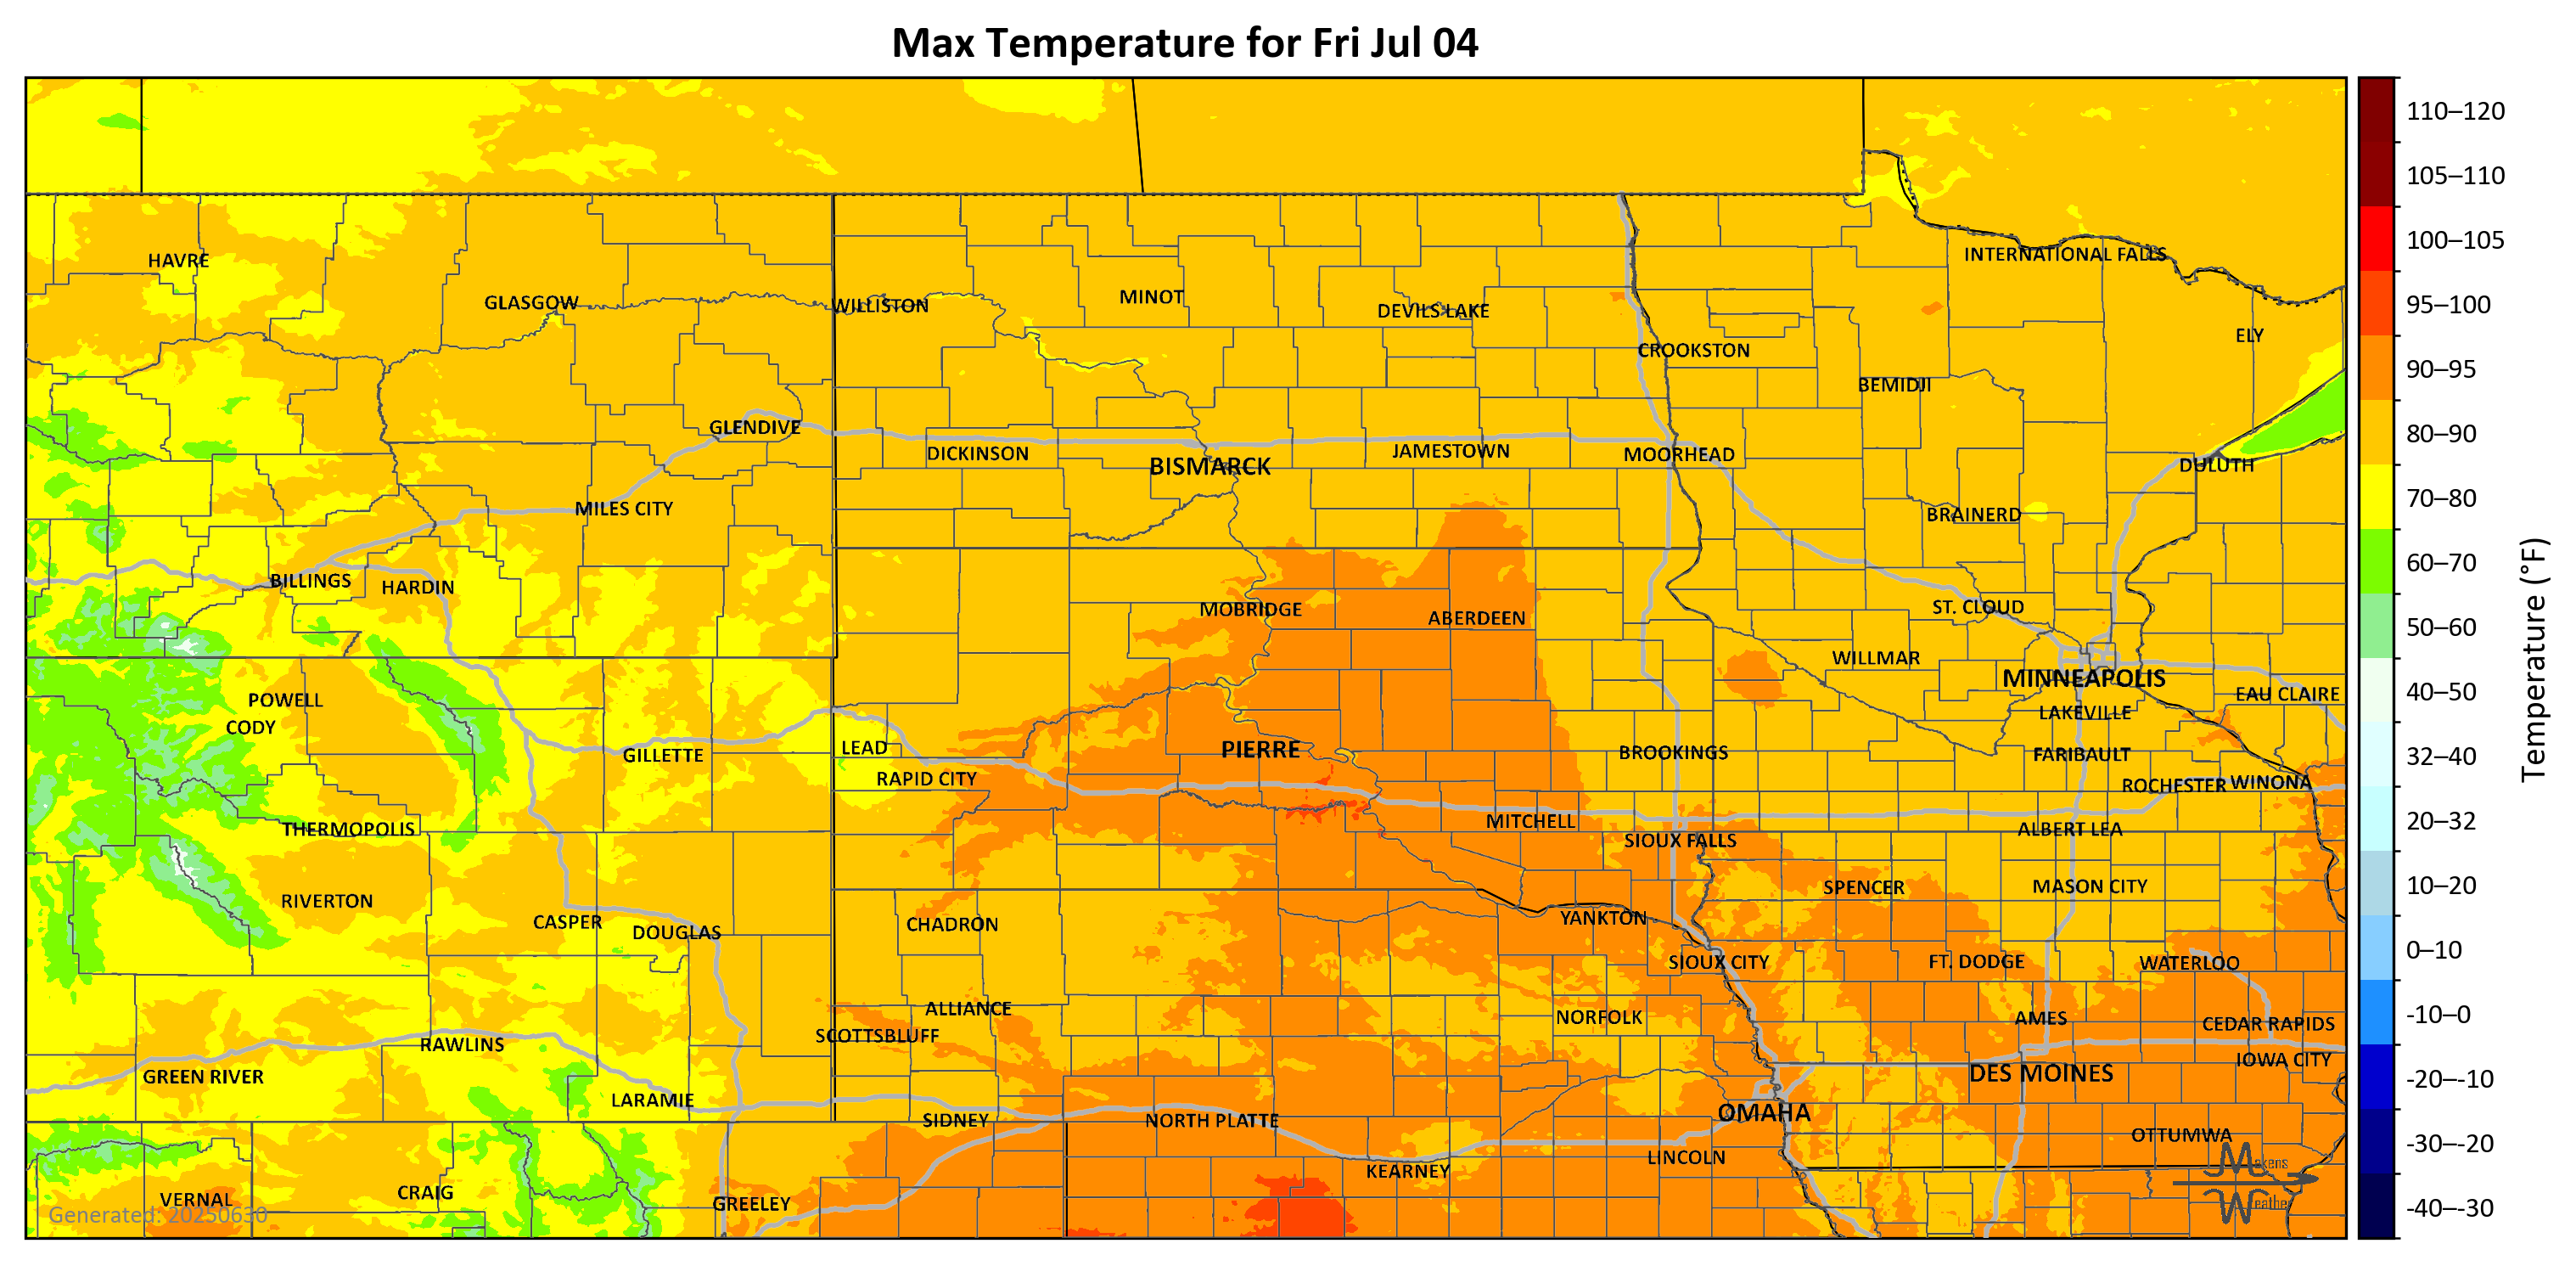 Max Temperature for Fri Jul 04
110–120
105–110
100–105
95–100
90–95
80–90
70–80
60–70
50–60
40–50
32–40
20–32
10–20
0–10
-10–0
-20–-10
-30–-20
-40–-30
Temperature (°F)
HAVRE
GLASGOW
WILLISTON
MINOT
DEVILS LAKE
INTERNATIONAL FALLS
CROOKSTON
ELY
BEMIDJI
GLENDIVE
DICKINSON
BISMARCK
JAMESTOWN
MOORHEAD
DULUTH
MILES CITY
BRAINERD
BILLINGS
HARDIN
MOBRIDGE
ABERDEEN
ST. CLOUD
WILLMAR
MINNEAPOLIS
EAU CLAIRE
POWELL
CODY
LAKEVILLE
GILLETTE
LEAD
PIERRE
BROOKINGS
FARIBAULT
RAPID CITY
ROCHESTER
WINONA
THERMOPOLIS
MITCHELL
SIOUX FALLS
ALBERT LEA
RIVERTON
SPENCER
MASON CITY
CASPER
DOUGLAS
CHADRON
YANKTON
SIOUX CITY
FT. DODGE
WATERLOO
ALLIANCE
NORFOLK
AMES
CEDAR RAPIDS
SCOTTSBLUFF
RAWLINS
IOWA CITY
GREEN RIVER
DES MOINES
LARAMIE
SIDNEY
NORTH PLATTE
OMAHA
OTTUMWA
KEARNEY
LINCOLN
VERNAL
CRAIG
GREELEY
Generated: 20250630
Makens
Weather